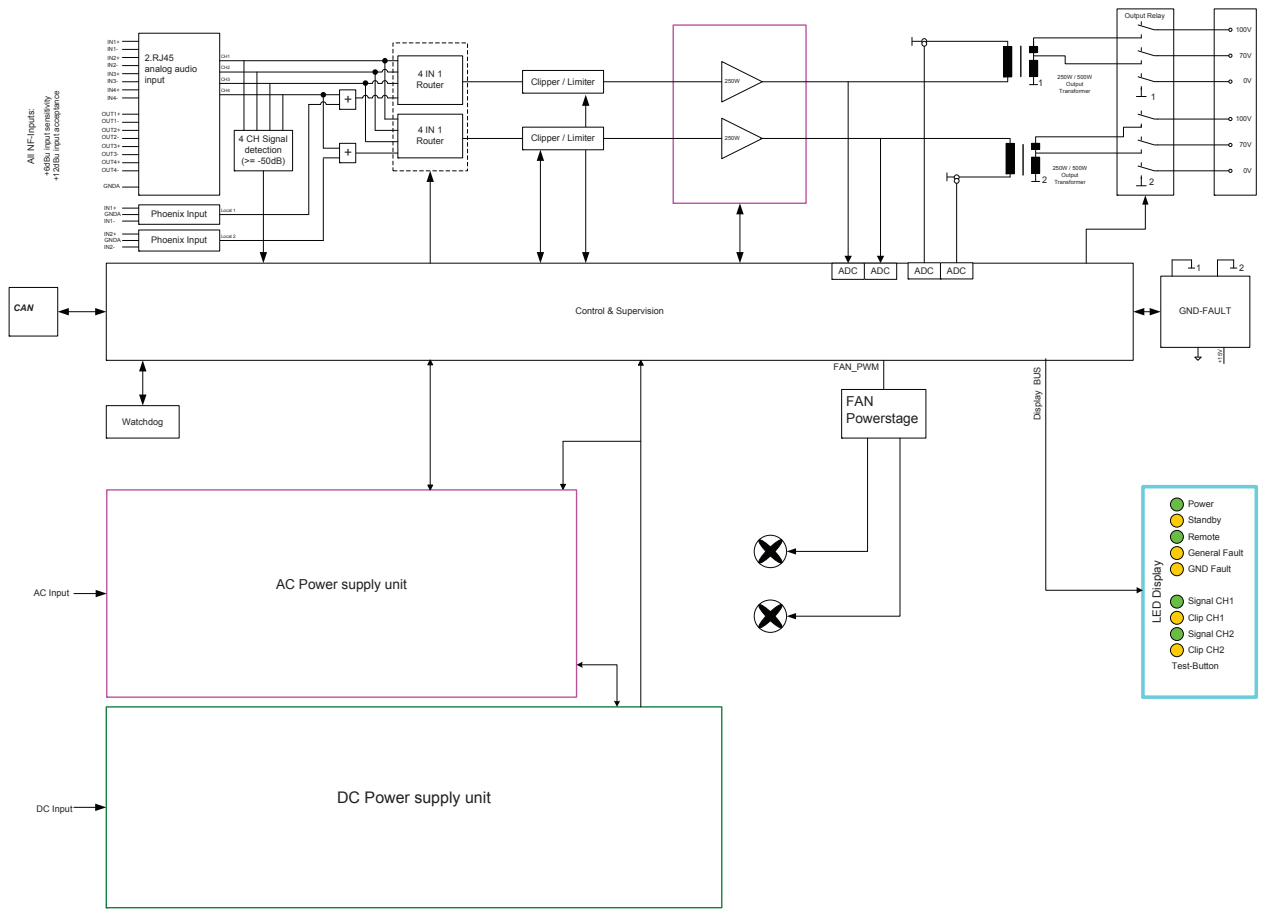 All NF-Inputs:
+6dBu input sensitivity
+12dBu input acceptance
IN1+
IN1-
IN2+
IN2-
IN3+
IN3-
IN4+
IN4-
OUT1+
OUT1-
OUT2+
OUT2-
OUT3+
OUT3-
OUT4+
OUT4-
GNDA
2.RJ45
analog audio
input
CH1
CH2
CH3
CH4
4 CH Signal
detection
(>= -50dB)
IN1+
GNDA
IN1-
Phoenix Input
Local 1
IN2+
GNDA
IN2-
Phoenix Input
Local 2
+
+
4 IN 1
Router
4 IN 1
Router
Clipper / Limiter
Clipper / Limiter
250W
250W
1
250W / 500W
Output
Transformer
2
250W / 500W
Output
Transformer
Output Relay
1
2
100V
70V
0V
100V
70V
0V
ADC
ADC
ADC
ADC
CAN
Control & Supervision
1
2
GND-FAULT
+15V
Watchdog
FAN_PWM
FAN
Powerstage
Display BUS
AC Input
AC Power supply unit
DC Input
DC Power supply unit
LED Display
Power
Standby
Remote
General Fault
GND Fault
Signal CH1
Clip CH1
Signal CH2
Clip CH2
Test-Button